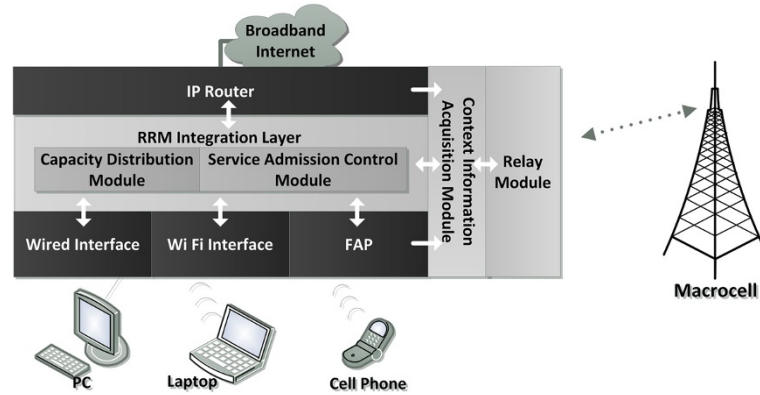 Broadband
Internet
IP Router
RRM Integration Layer
Capacity Distribution
Module
Service Admission Control
Module
Context Information
Acquisition Module
Relay
Module
Wired Interface
Wi Fi Interface
FAP
Macrocell
PC
Laptop
Cell Phone